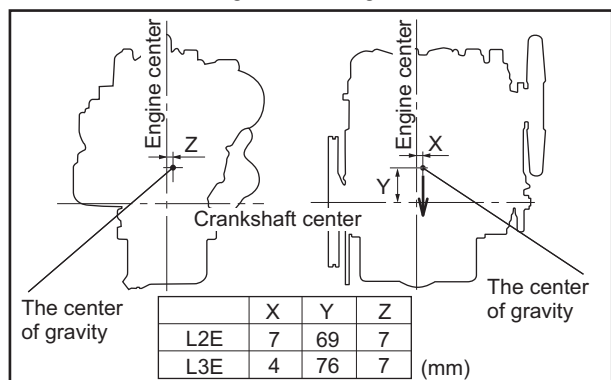 Engine center
Z
Engine center
X
Y
Crankshaft center
The center
of gravity
The center
of gravity
X Y Z
L2E 7 69 7
L3E 4 76 7
(mm)